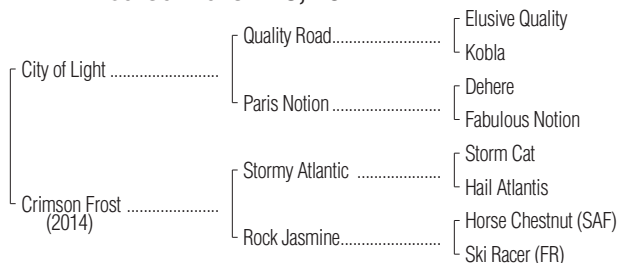 Elusive Quality
Quality Road
Kobla
City of Light
Dehere
Paris Notion
Fabulous Notion
Storm Cat
Stormy Atlantic
Hail Atlantis
Crimson Frost
(2014)
Horse Chestnut (SAF)
Rock Jasmine
Ski Racer (FR)